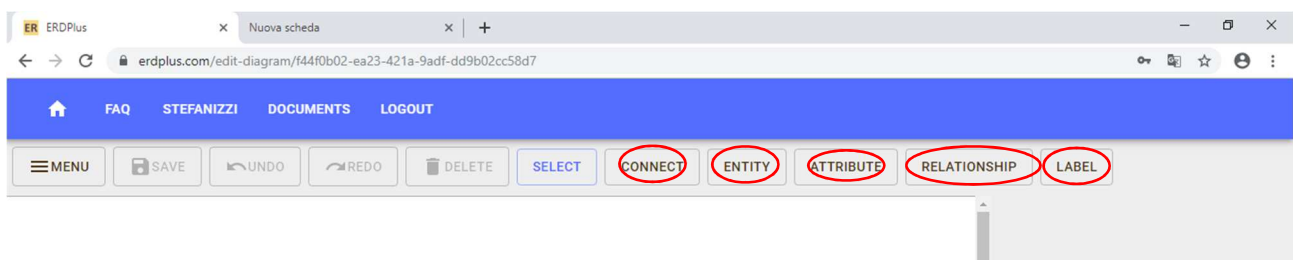 ER ERDPlus Nuova scheda
erdplus.com/edit-diagram/f44f0b02-ea23-421a-9adf-dd9b02cc58d7
FAQ STEFANIZZI DOCUMENTS LOGOUT
MENU SAVE UNDO REDO DELETE SELECT CONNECT ENTITY ATTRIBUTE RELATIONSHIP LABEL